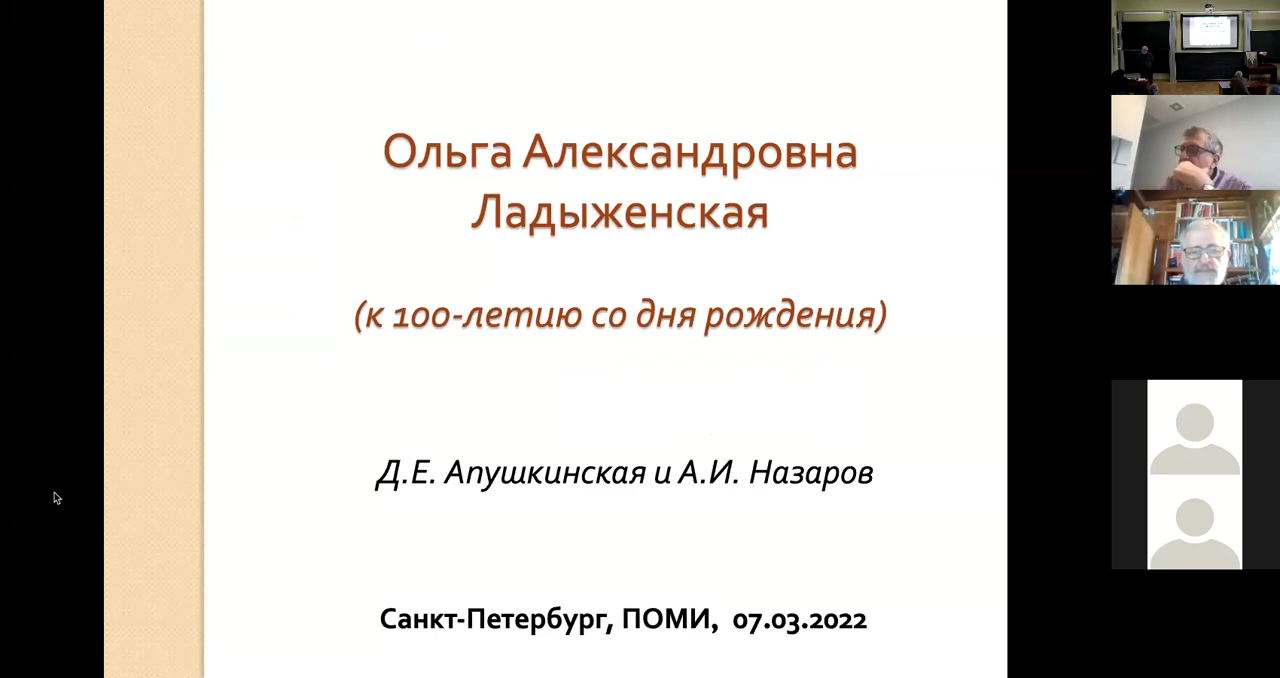 Ольга Александровна
Ладыженская
(к 100-летию со дня рождения)
Д.Е. Апушкинская и А.И. Назаров
Санкт-Петербург, ПОМИ, 07.03.2022